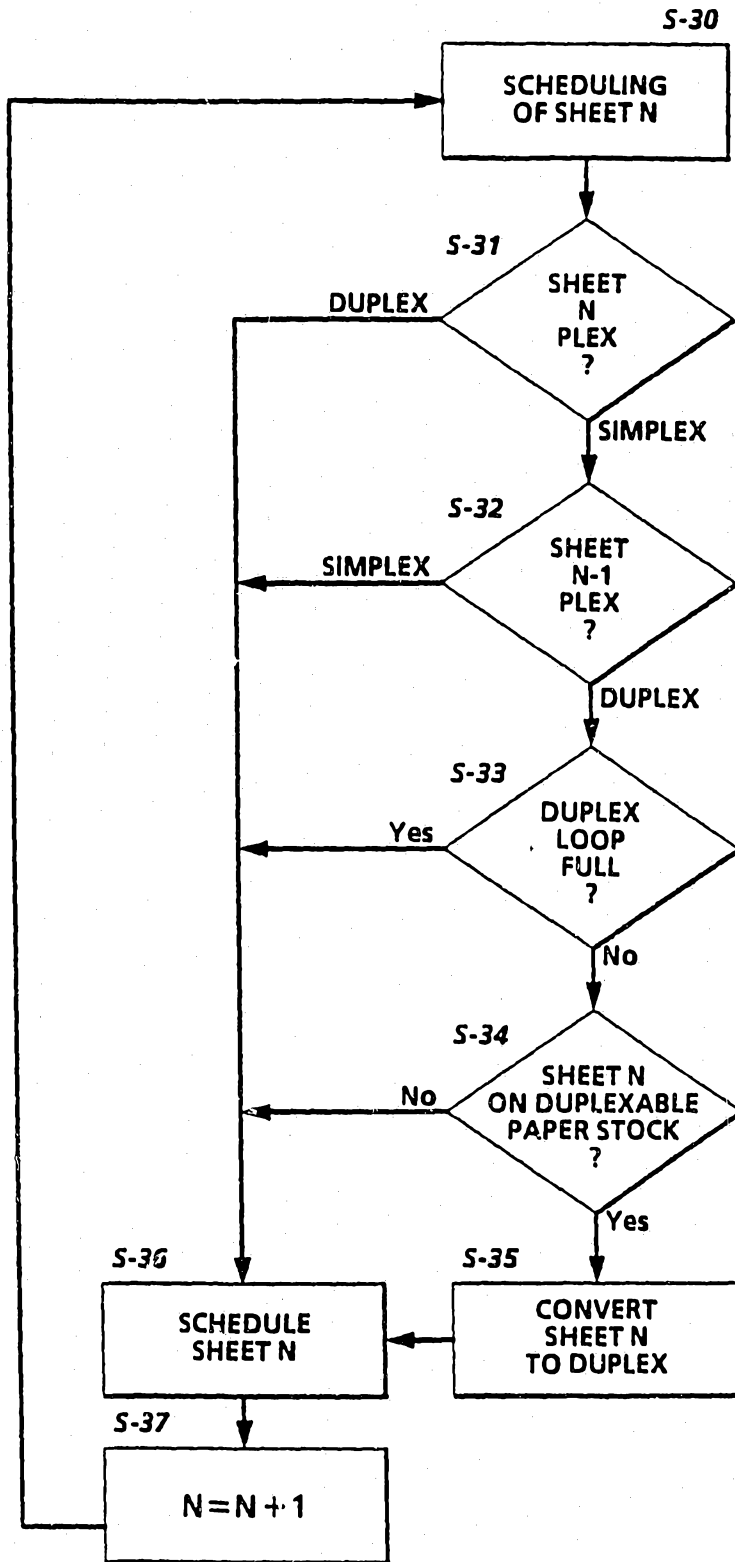 S-30
SCHEDULING
OF SHEET N
S-31
SHEET
N
PLEX
?
DUPLEX
SIMPLEX
S-32
SHEET
N-1
PLEX
?
SIMPLEX
DUPLEX
S-33
DUPLEX
LOOP
FULL
?
Yes
No
S-34
SHEET N
ON DUPLEXABLE
PAPER STOCK
?
No
Yes
S-36
SCHEDULE
SHEET N
S-35
CONVERT
SHEET N
TO DUPLEX
S-37
N=N+1